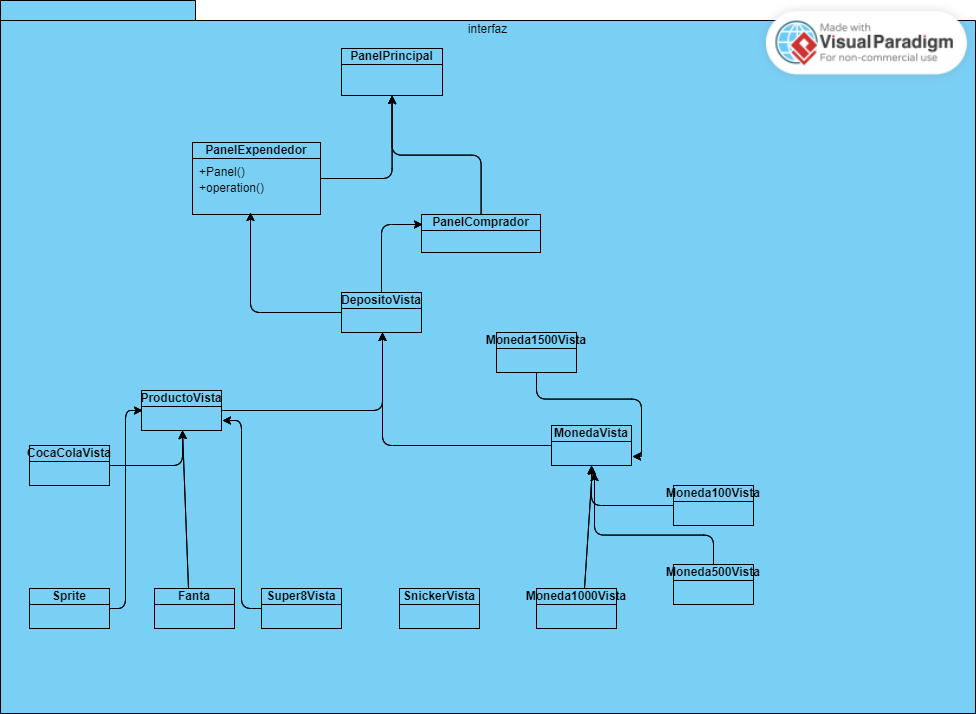 interfaz
Made with
Visual Paradigm
For non-commercial use
PanelPrincipal
PanelExpendedor
+Panel()
+operation()
PanelComprador
DepositoVista
Moneda1500Vista
ProductoVista
MonedaVista
CocaColaVista
Moneda100Vista
Moneda500Vista
Sprite
Fanta
Super8Vista
SnickerVista
Moneda1000Vista